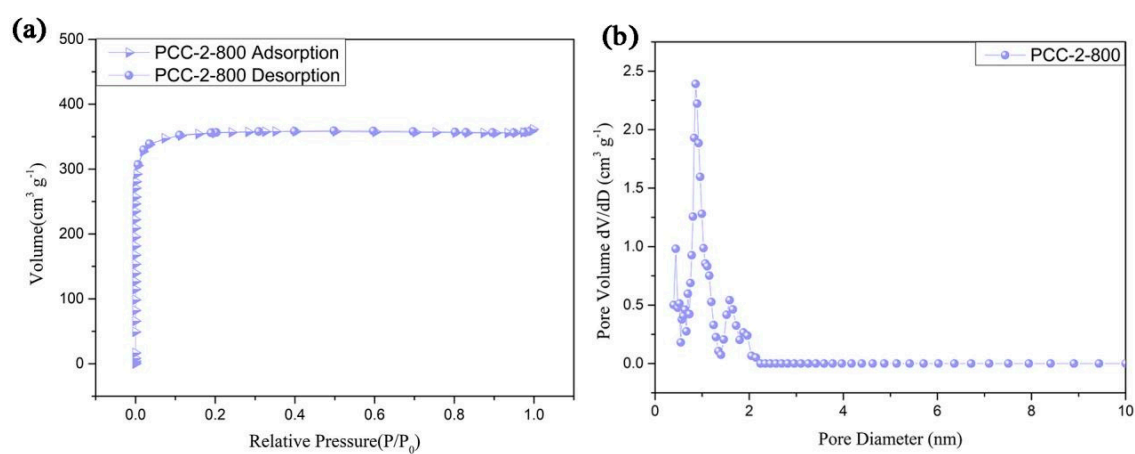 (a)
500
400
300
200
100
0
Volume(cm³ g⁻¹)
PCC-2-800 Adsorption
PCC-2-800 Desorption
0.0 0.2 0.4 0.6 0.8 1.0
Relative Pressure(P/P₀)
(b)
2.5
2.0
1.5
1.0
0.5
0.0
Pore Volume dV/dD (cm³ g⁻¹)
PCC-2-800
0 2 4 6 8 10
Pore Diameter (nm)